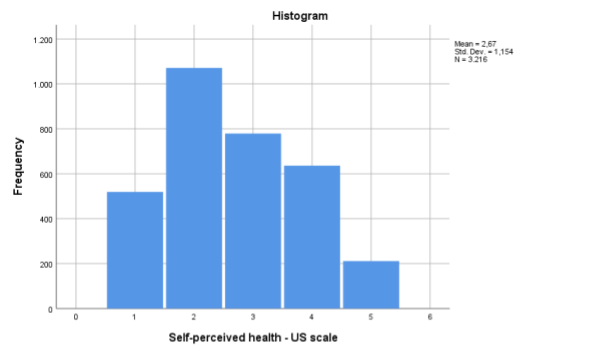 Histogram
Mean = 2,67
Std. Dev. = 1,154
N = 3.216
Frequency
1.200
1.000
800
600
400
200
0
0 1 2 3 4 5 6
Self-perceived health - US scale